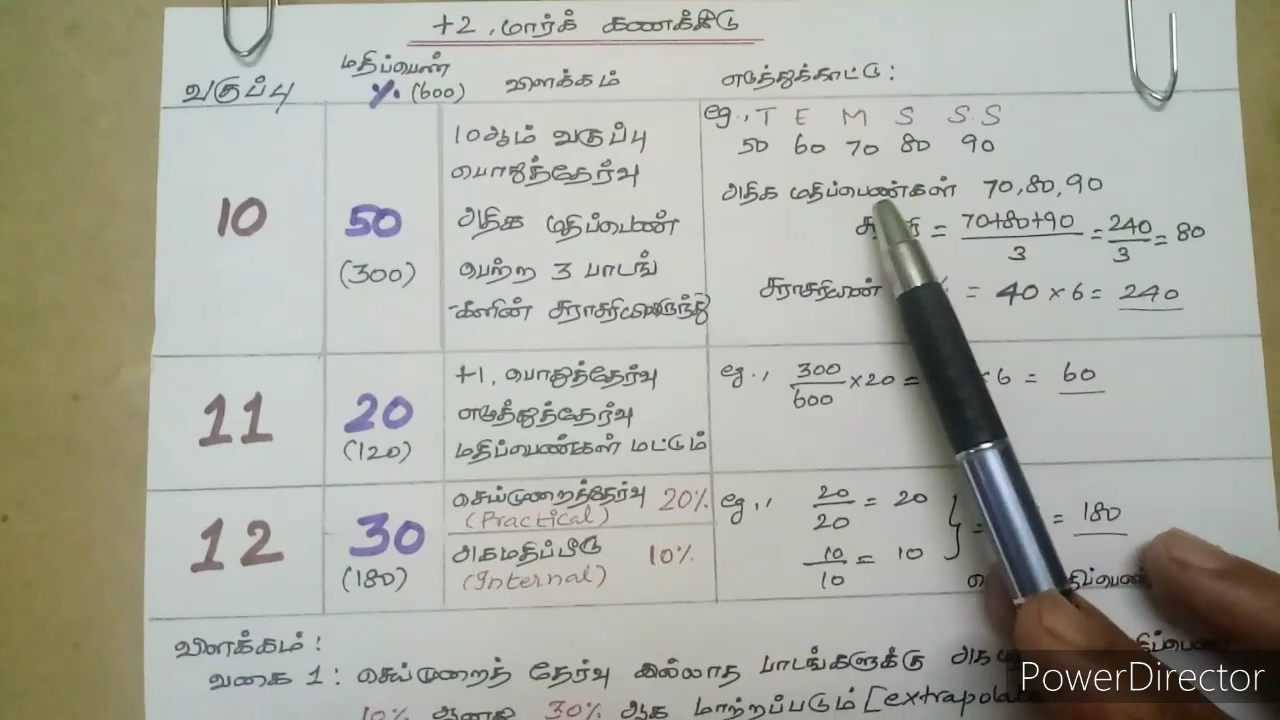 +2 , மார்க் கணக்கீடு
வகுப்பு மதிப்பெண் % (600) விளக்கம் எடுத்துக்காட்டு :
10
50
(300)
10ஆம் வகுப்பு
பொதுத்தேர்வு
அதிக மதிப்பெண்
பெற்ற 3 பாடங்
-களின் சராசரியிலிருந்து
eg., T E M S S.S
50 60 70 80 90
அதிக மதிப்பெண்கள் 70,80,90
= 70+80+90 / 3 = 240 / 3 = 80
சராசரியின் = 40 × 6 = 240
11
20
(120)
+1, பொதுத்தேர்வு
எழுத்துத்தேர்வு
மதிப்பெண்கள் மட்டும்
eg., 300 / 600 × 20 = × 6 = 60
12
30
(180)
செய்முறைத்தேர்வு 20%
(Practical)
அகமதிப்பீடு 10%
(Internal)
eg., 20 / 20 = 20
10 / 10 = 10
} = = 180
விளக்கம் :
வகை 1 : செய்முறைத் தேர்வு இல்லாத பாடங்களுக்கு
10% ஆனது 30% ஆக மாற்றப்படும்
PowerDirector